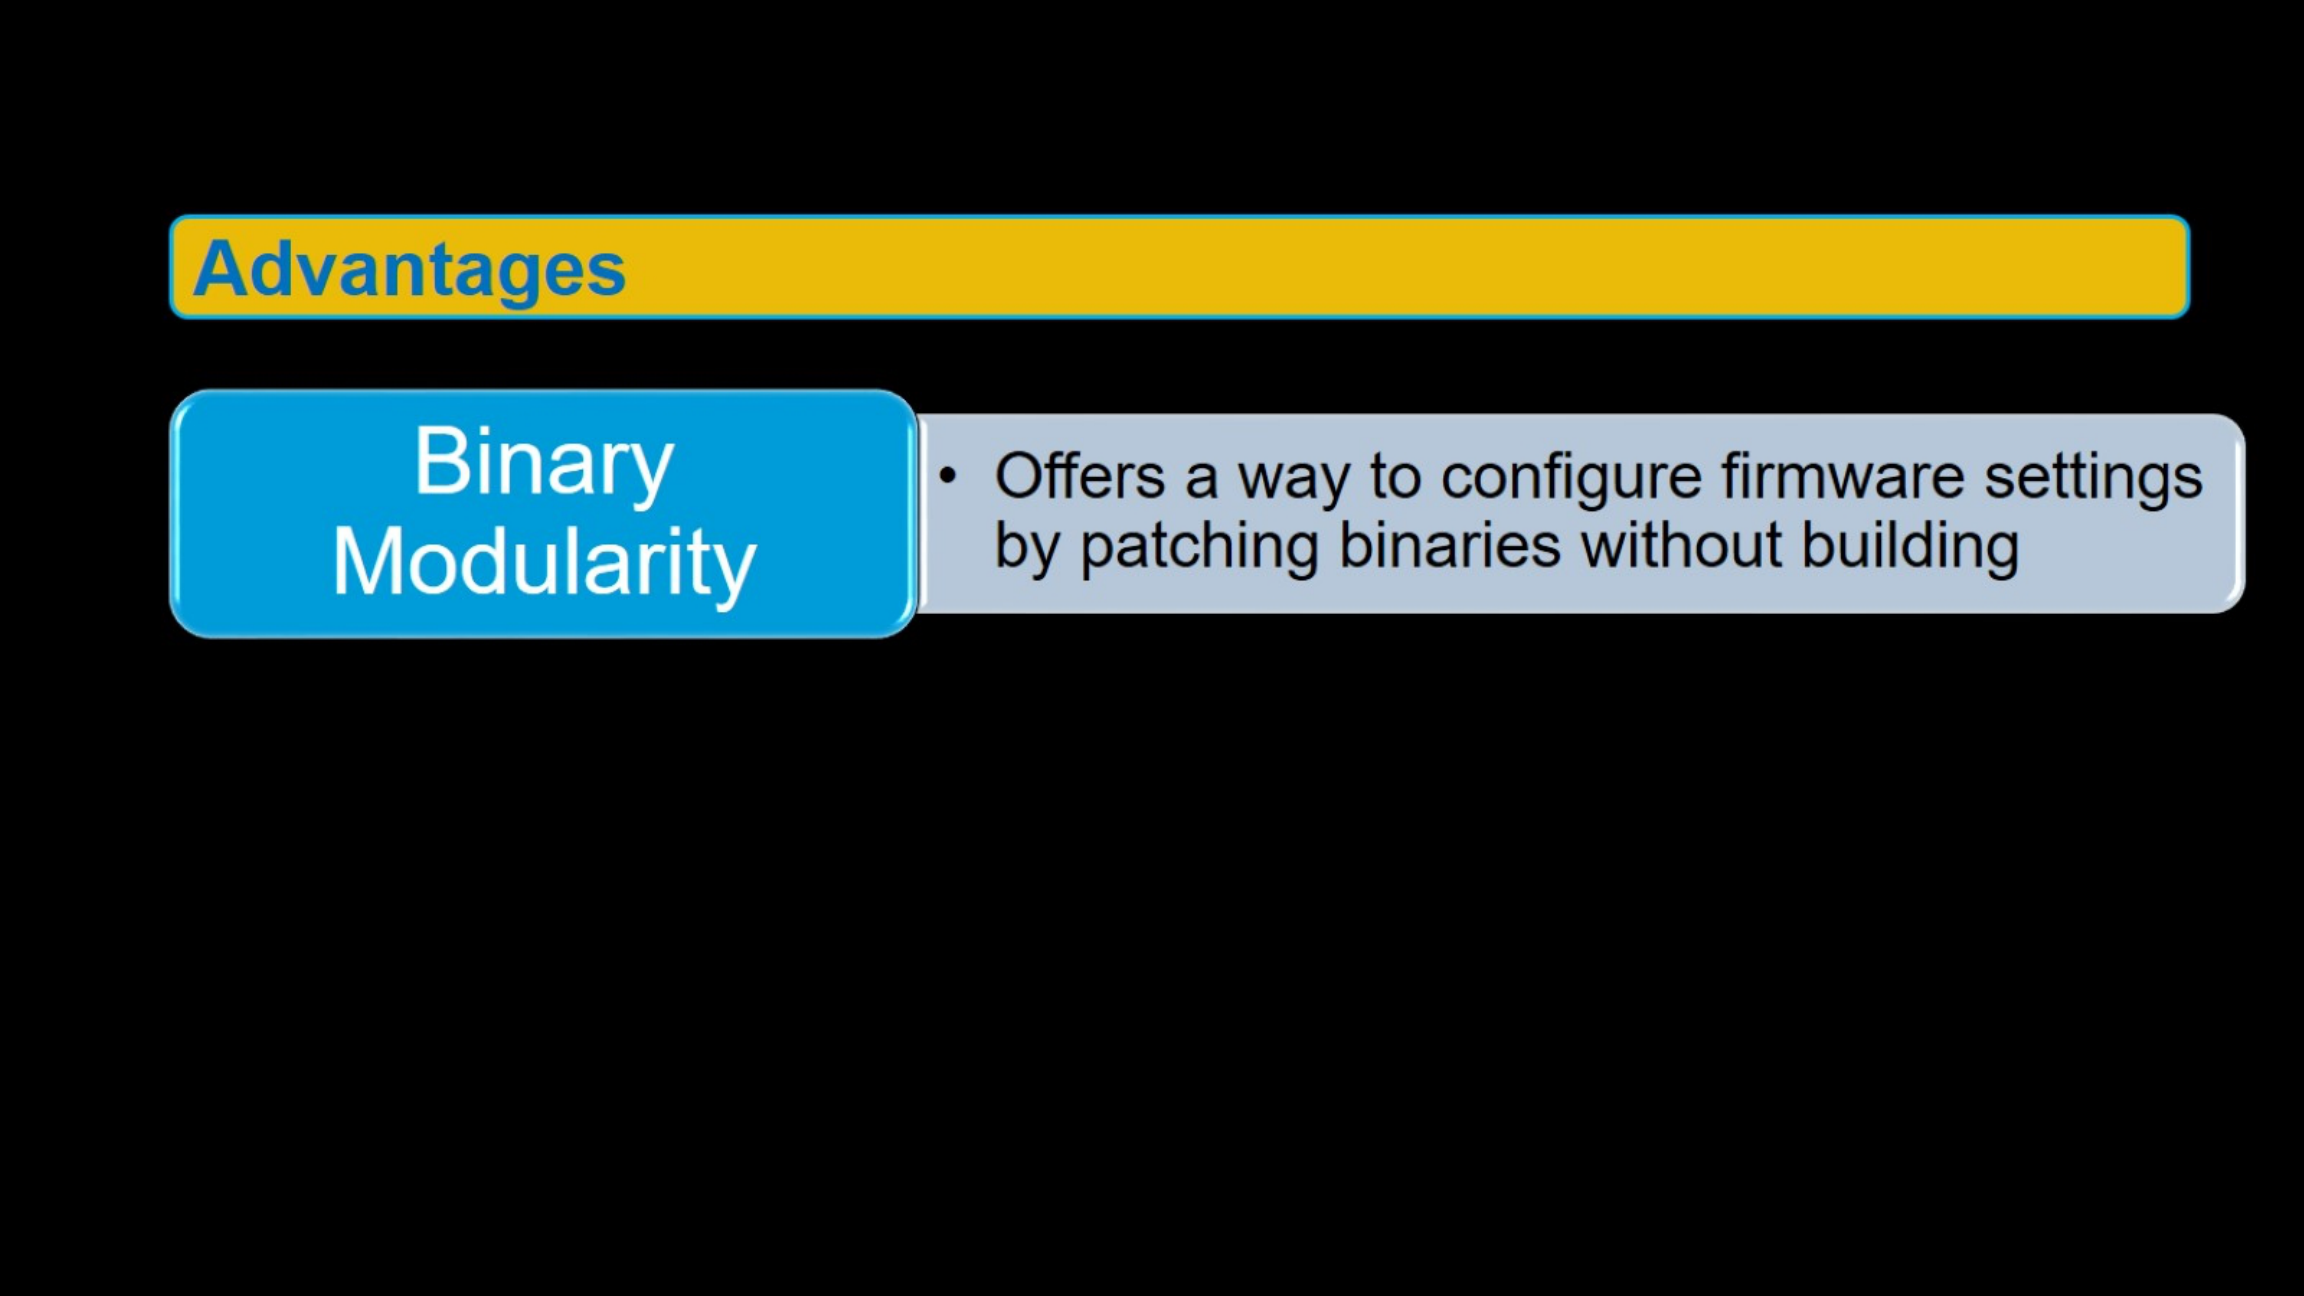 Advantages
Binary
Modularity
• Offers a way to configure firmware settings
by patching binaries without building